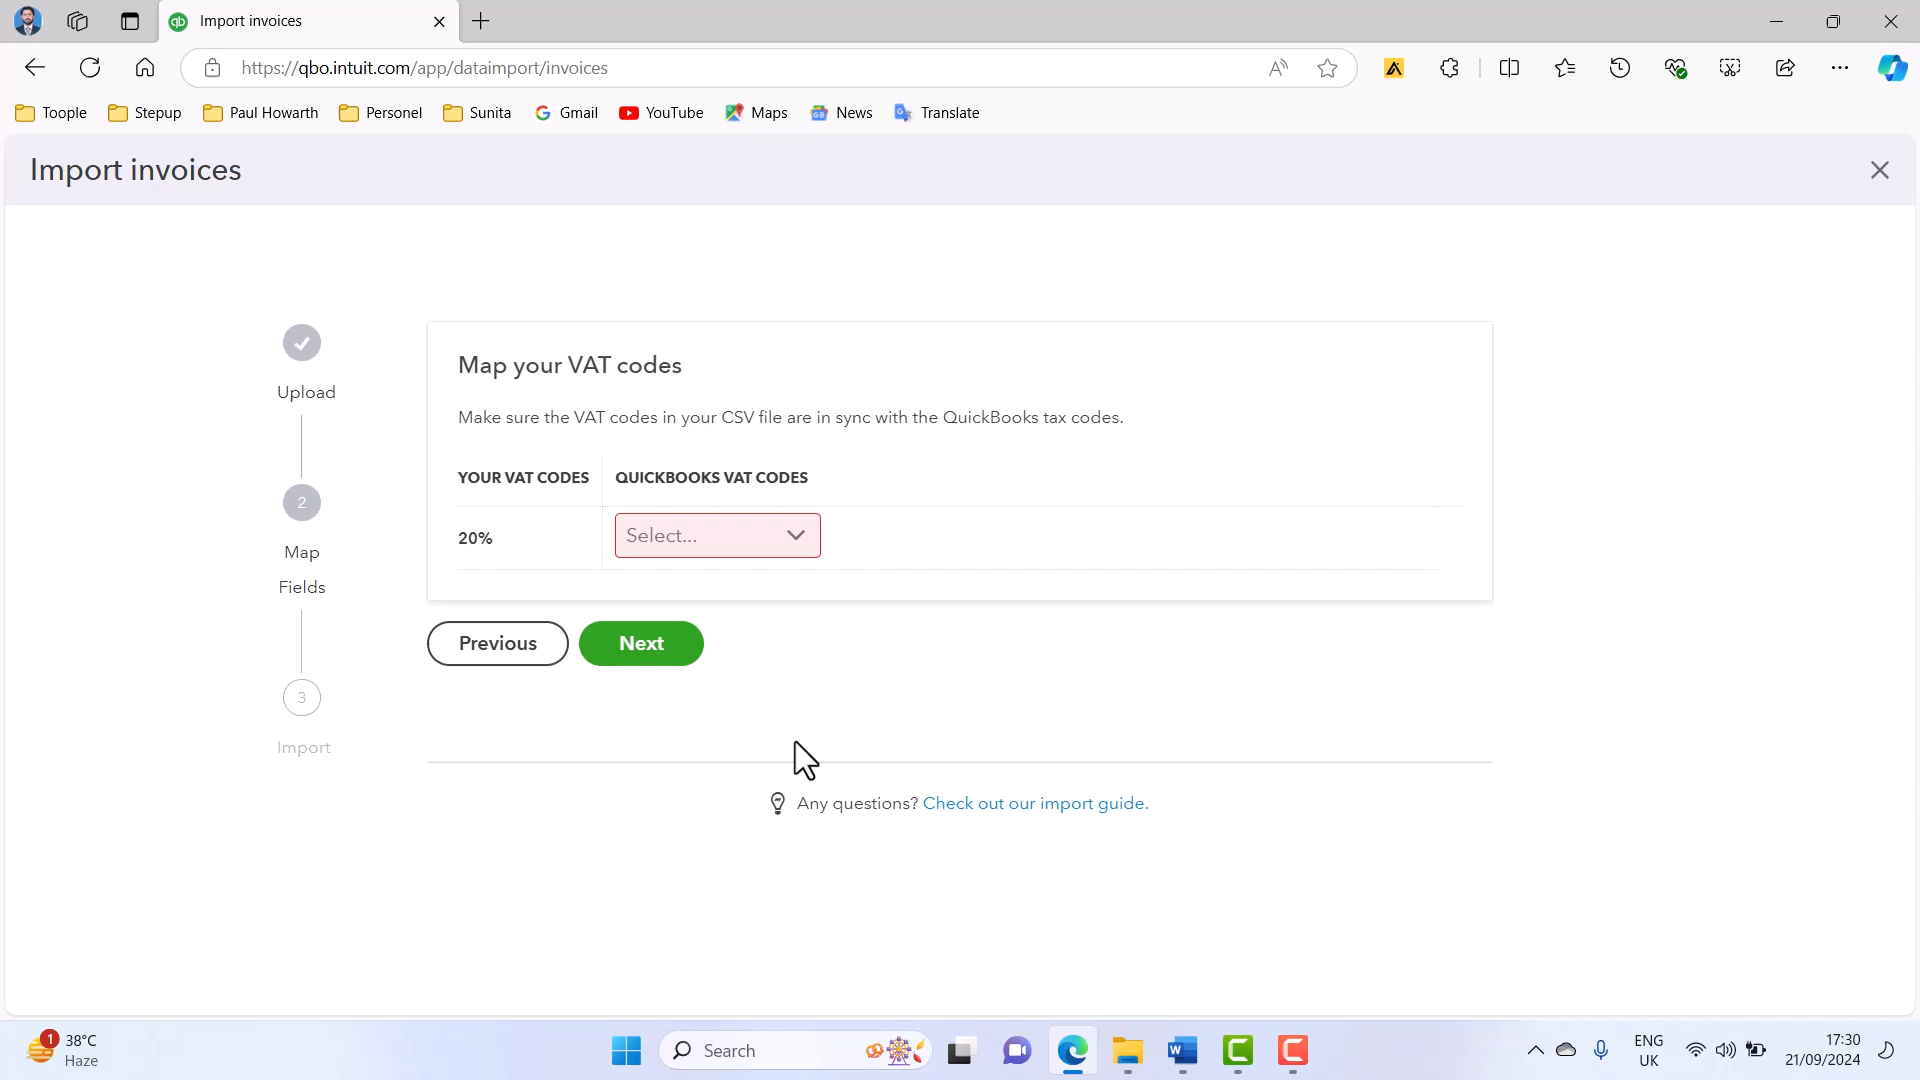 Import invoices
https://qbo.intuit.com/app/dataimport/invoices
Toople
Stepup
Paul Howarth
Personel
Sunita
Gmail
YouTube
Maps
News
Translate
Import invoices
Upload
2
Map
Fields
3
Import
Map your VAT codes
Make sure the VAT codes in your CSV file are in sync with the QuickBooks tax codes.
YOUR VAT CODES QUICKBOOKS VAT CODES
20% Select...
Previous Next
Any questions? Check out our import guide.
1
38°C
Haze
Search
ENG
UK
17:30
21/09/2024